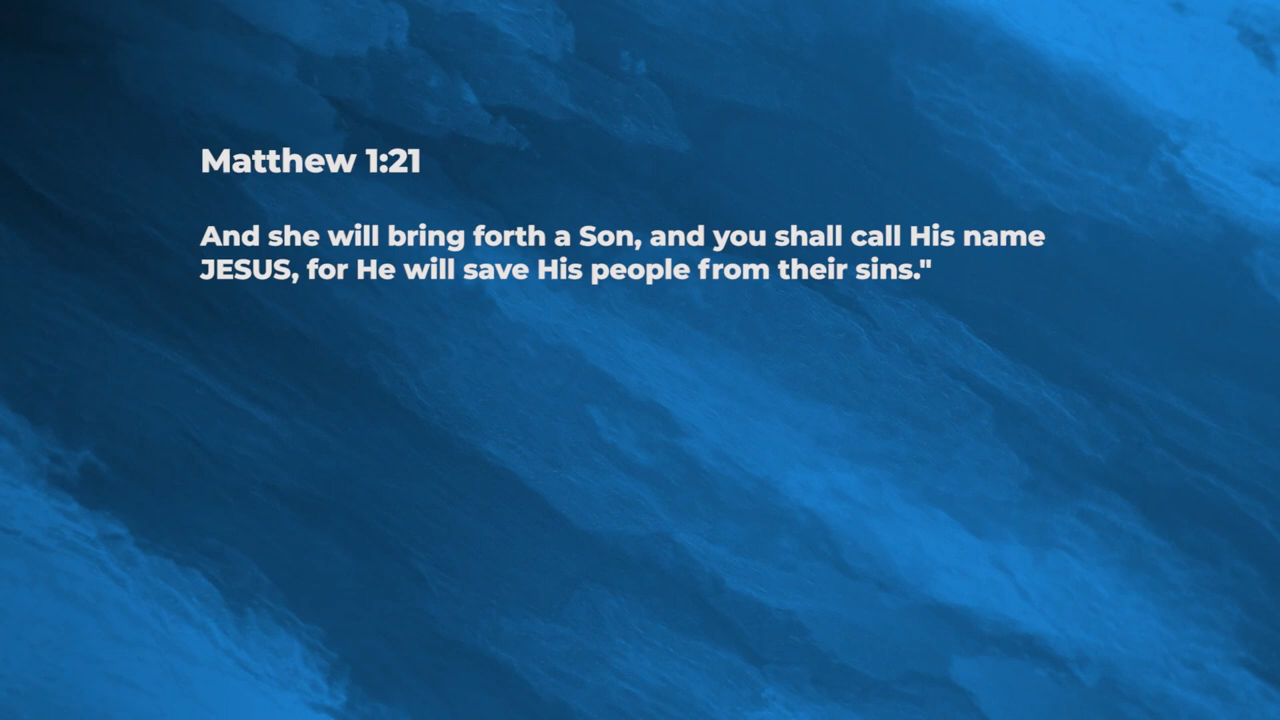 Matthew 1:21
And she will bring forth a Son, and you shall call His name
JESUS, for He will save His people from their sins."